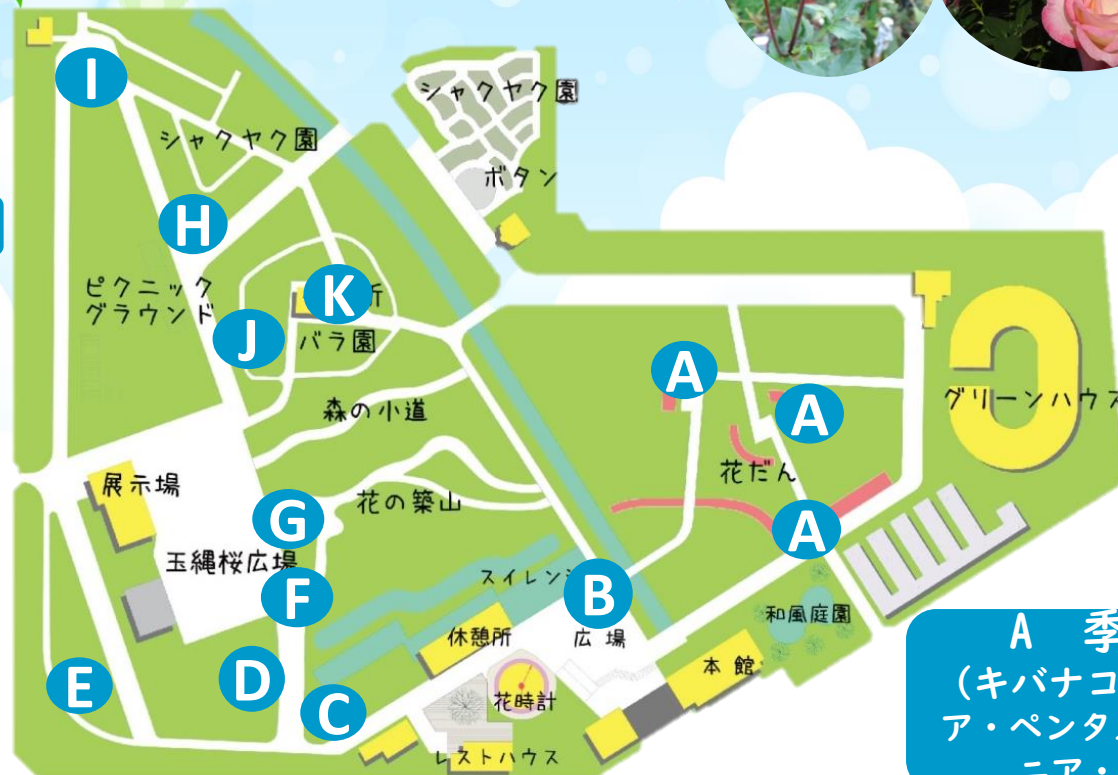 I
シャクヤク園
シャクヤク園
ボタン
H
ピクニック
グラウンド
K
J
バラ園
森の小道
A
A
グリーンハウス
花だん
展示場
G
花の築山
A
玉縄桜広場
F
スイレン
B
和風庭園
休憩所
広場
本館
E
D
C
花時計
レストハウス
A 季
(キバナコ
ア・ペンタ
ニア・